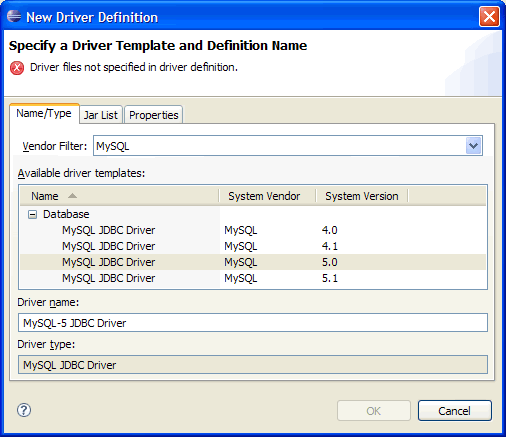 New Driver Definition
Specify a Driver Template and Definition Name
Driver files not specified in driver definition.
Name/Type Jar List Properties
Vendor Filter: MySQL
Available driver templates:
Name System Vendor System Version
Database
MySQL JDBC Driver MySQL 4.0
MySQL JDBC Driver MySQL 4.1
MySQL JDBC Driver MySQL 5.0
MySQL JDBC Driver MySQL 5.1
Driver name:
MySQL-5 JDBC Driver
Driver type:
MySQL JDBC Driver
? OK Cancel